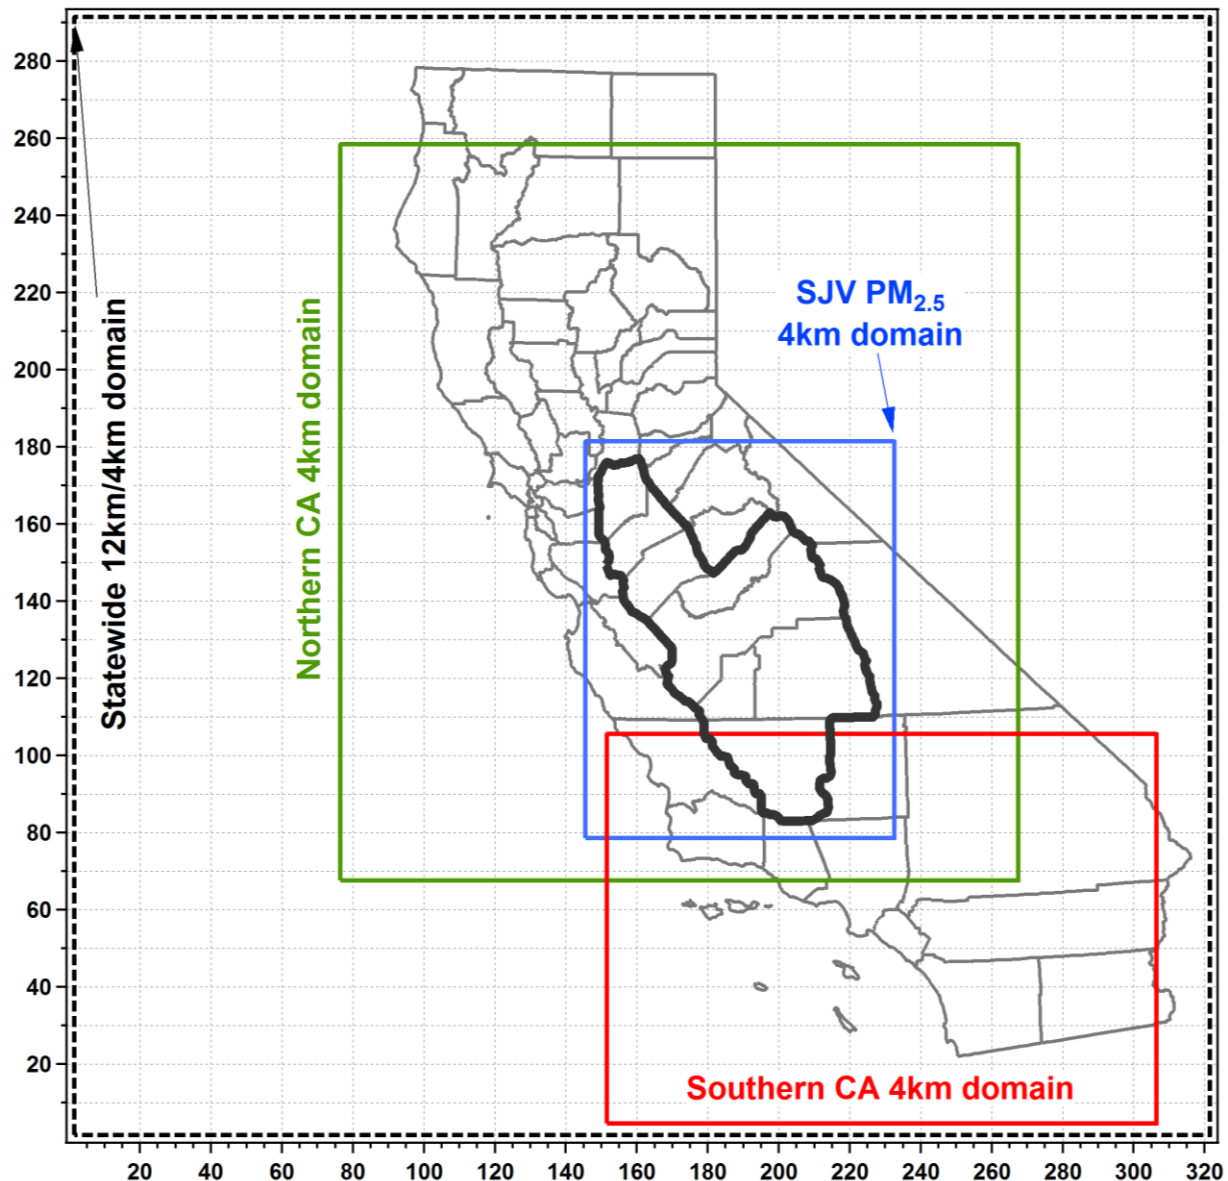 280
260
240
220
200
180
160
140
120
100
80
60
40
20
Statewide 12km/4km domain
Northern CA 4km domain
SJV PM2.5
4km domain
Southern CA 4km domain
20 40 60 80 100 120 140 160 180 200 220 240 260 280 300 320